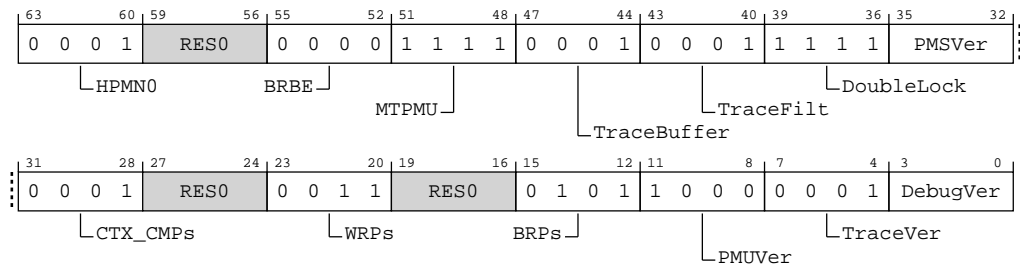 63 60 59 56 55 52 51 48 47 44 43 40 39 36 35 32
0 0 0 1 RES0 0 0 0 0 1 1 1 1 0 0 0 1 0 0 0 1 1 1 1 1 PMSVer
HPMN0 BRBE DoubleLock
MTPMU TraceFilt
TraceBuffer
31 28 27 24 23 20 19 16 15 12 11 8 7 4 3 0
0 0 0 1 RES0 0 0 1 1 RES0 0 1 0 1 1 0 0 0 0 0 0 1 DebugVer
CTX_CMPs WRPs BRPs TraceVer
PMUVer